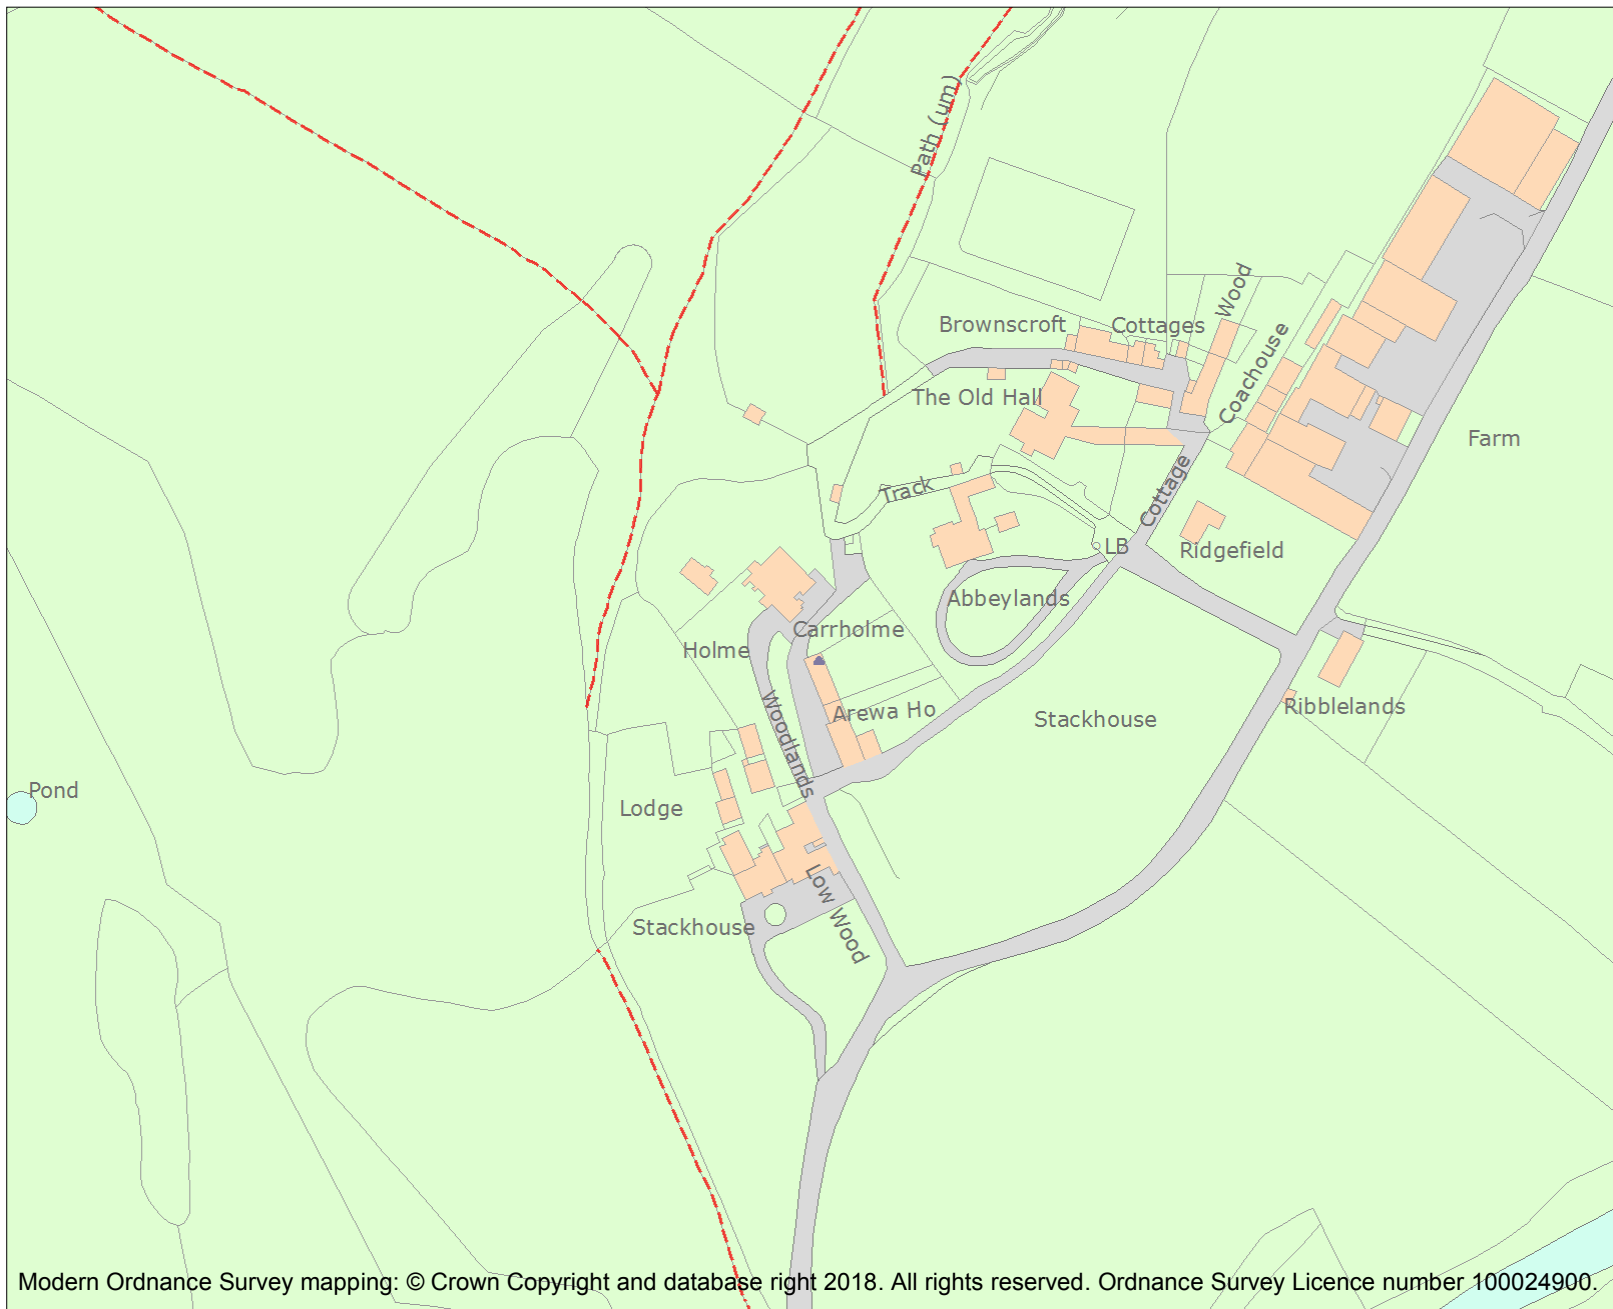 Path (um)
Wood
Brownscroft
Cottages
Coachouse
The Old Hall
Farm
Track
Cottage
LB
Ridgefield
Abbeylands
Carrholme
Holme
Woodlands
Arewa Ho
Stackhouse
Ribblelands
Pond
Lodge
Low Wood
Stackhouse
Modern Ordnance Survey mapping: © Crown Copyright and database right 2018. All rights reserved. Ordnance Survey Licence number 100024900.